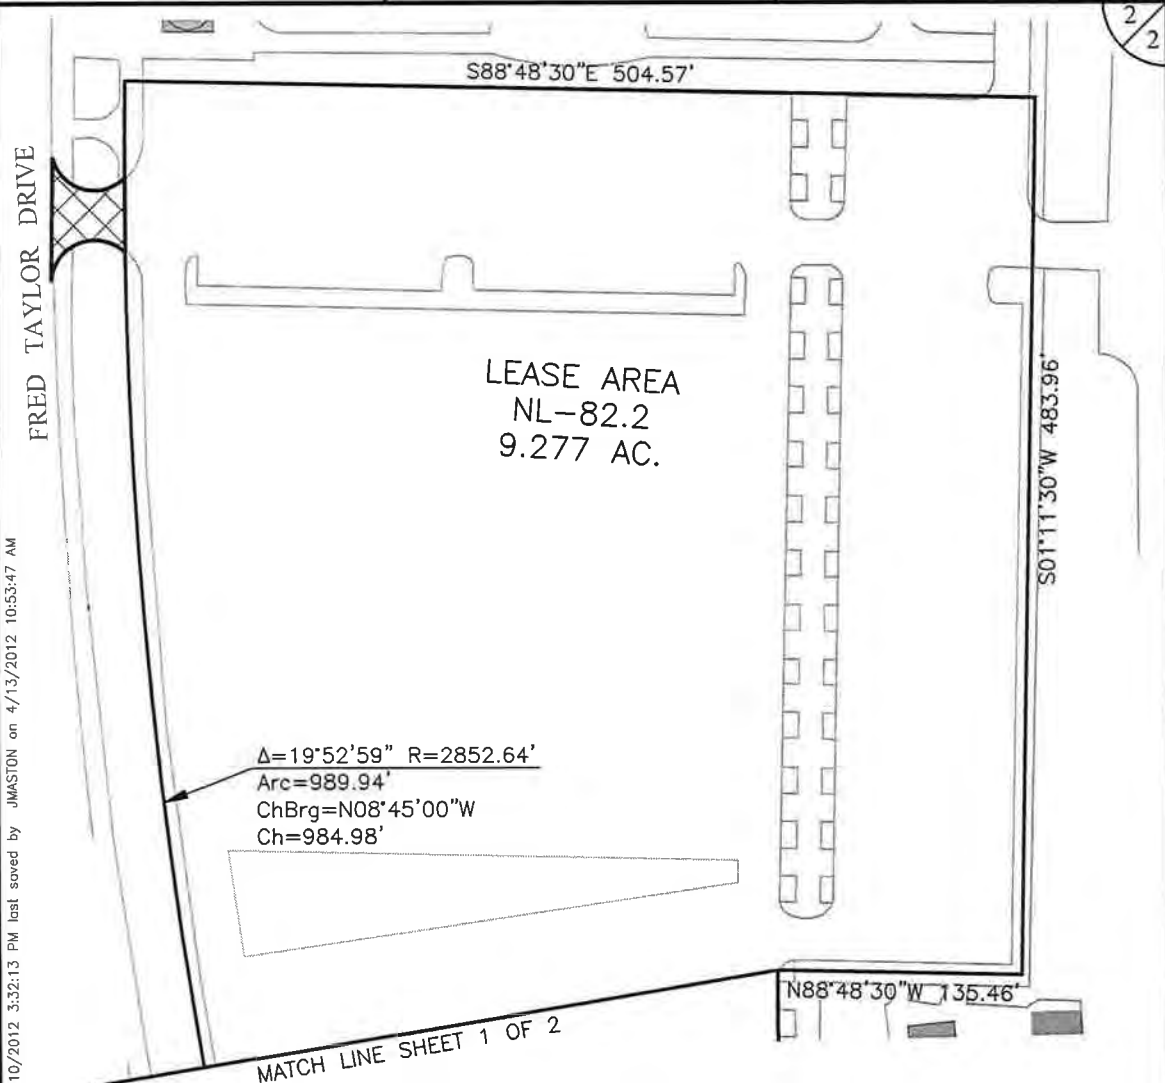 2
2
S88°48'30"E 504.57'
FRED TAYLOR DRIVE
LEASE AREA
NL-82.2
9.277 AC.
S01°11'30"W 483.96'
Δ=19°52'59" R=2852.64'
Arc=989.94'
ChBrg=N08°45'00"W
Ch=984.98'
N88°48'30"W 135.46'
MATCH LINE SHEET 1 OF 2
10/2012 3:32:13 PM last saved by JMASTON on 4/13/2012 10:53:47 AM